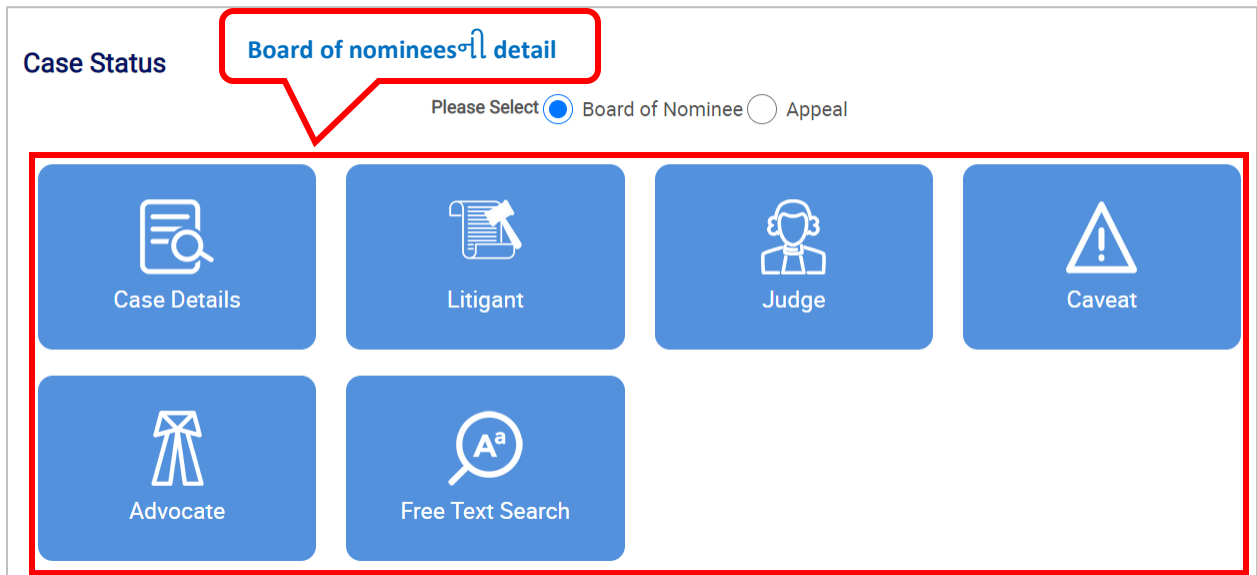 Board of nomineesની detail
Case Status
Please Select Board of Nominee Appeal
Case Details
Litigant
Judge
Caveat
Advocate
Aa
Free Text Search